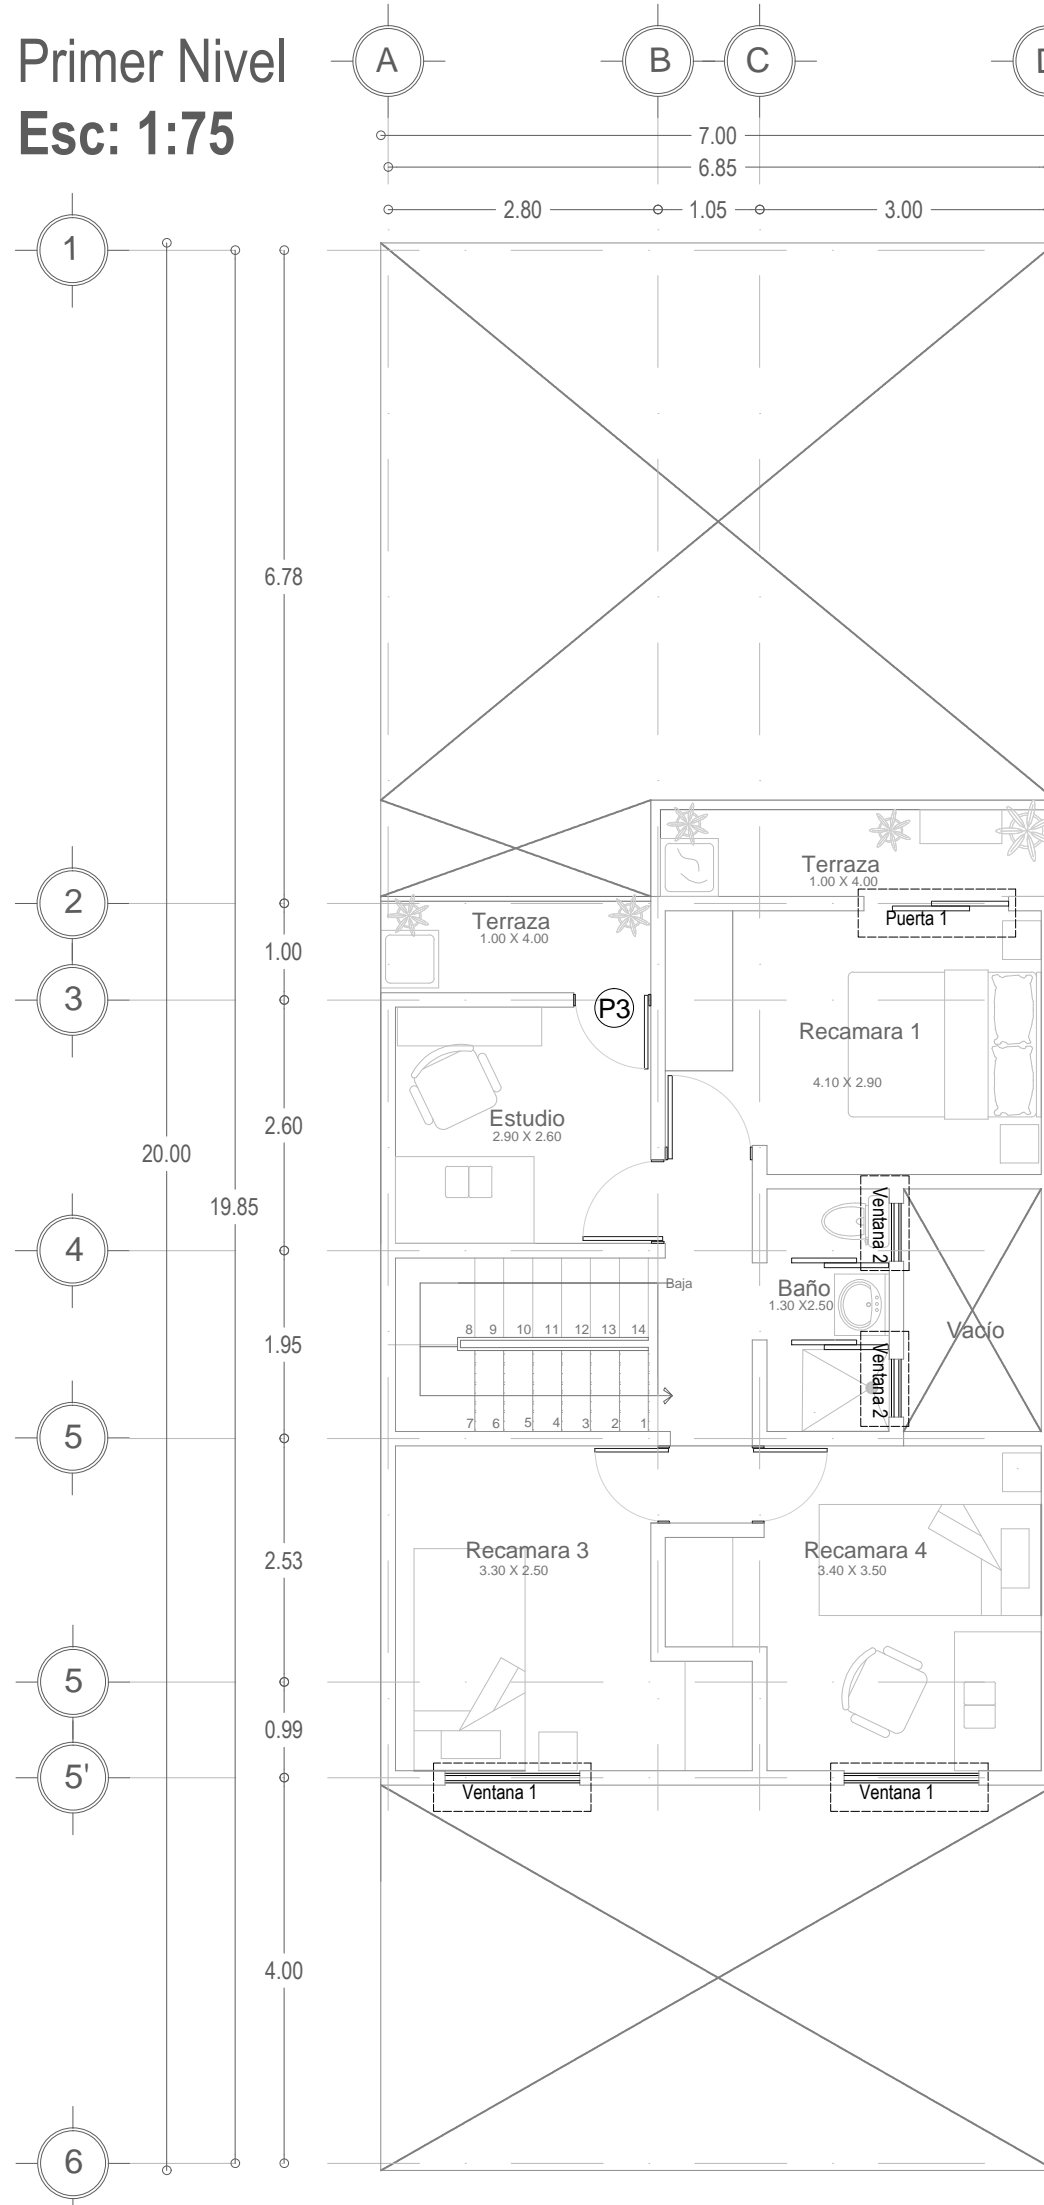 Primer Nivel
Esc: 1:75
A
B
C
7.00
6.85
2.80
1.05
3.00
1
6.78
Terraza
1.00 X 4.00
Puerta 1
2
Terraza
1.00 X 4.00
1.00
3
P3
Recamara 1
4.10 X 2.90
Estudio
2.90 X 2.60
2.60
20.00
19.85
Ventana 2
4
Baja
Baño
1.30 X2.50
Vacío
8 9 10 11 12 13 14
1.95
Ventana 2
7 6 5 4 3 2 1
5
Recamara 3
3.30 X 2.50
Recamara 4
3.40 X 3.50
2.53
5
0.99
5'
Ventana 1
Ventana 1
4.00
6